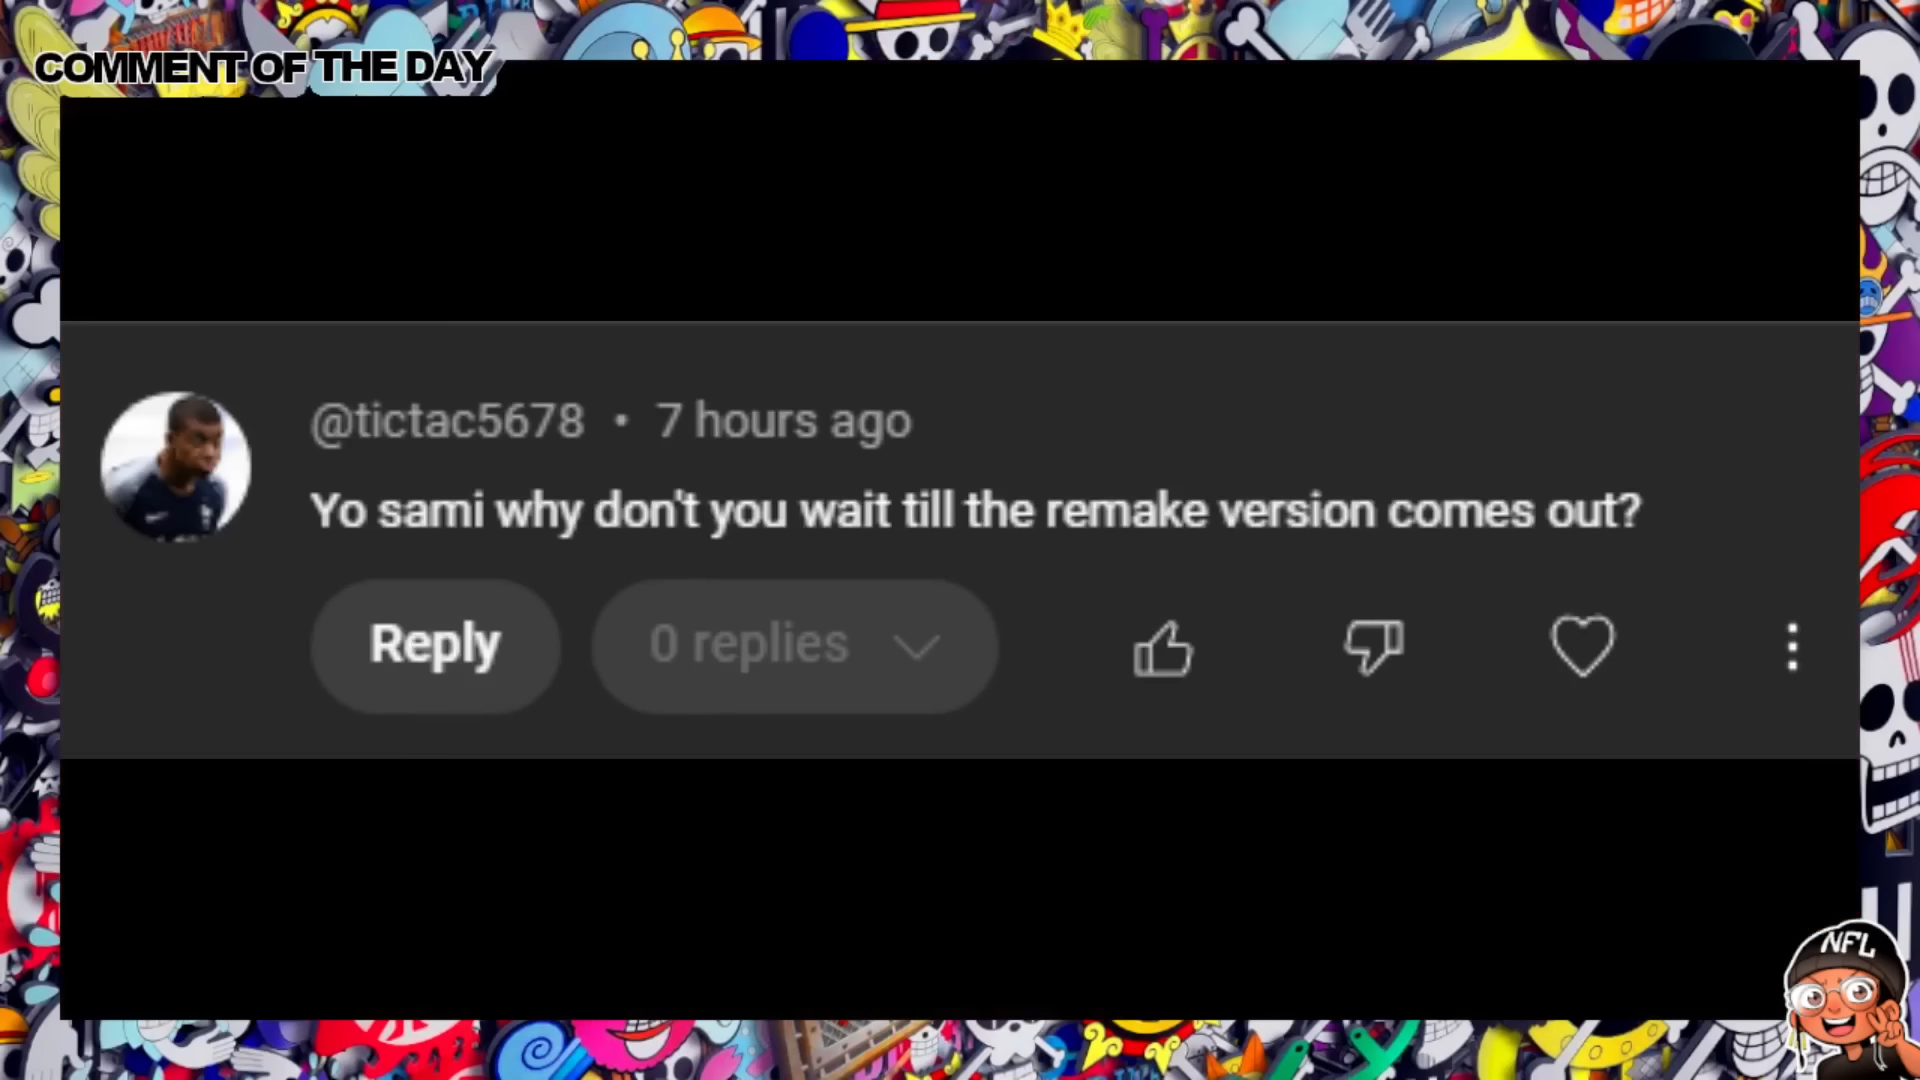 COMMENT OF THE DAY
@tictac5678 • 7 hours ago
Yo sami why don't you wait till the remake version comes out?
Reply
0 replies
NFL